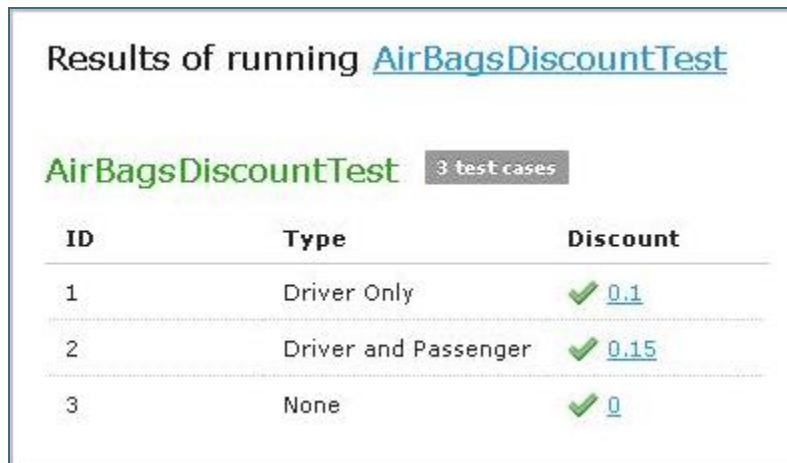 Results of running AirBagsDiscountTest
AirBagsDiscountTest 3 test cases
ID Type Discount
1 Driver Only 0.1
2 Driver and Passenger 0.15
3 None 0